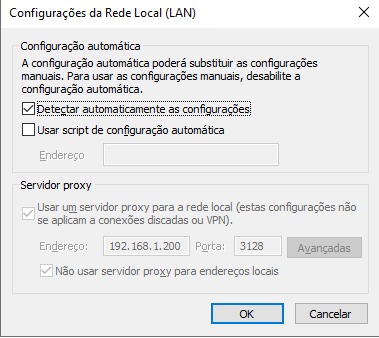 Configurações da Rede Local (LAN)
Configuração automática
A configuração automática poderá substituir as configurações
manuais. Para usar as configurações manuais, desabilite a
configuração automática.
Detectar automaticamente as configurações
Usar script de configuração automática
Endereço
Servidor proxy
Usar um servidor proxy para a rede local (estas configurações não
se aplicam a conexões discadas ou VPN).
Endereço: 192.168.1.200 Porta: 3128 Avançadas
Não usar servidor proxy para endereços locais
OK Cancelar